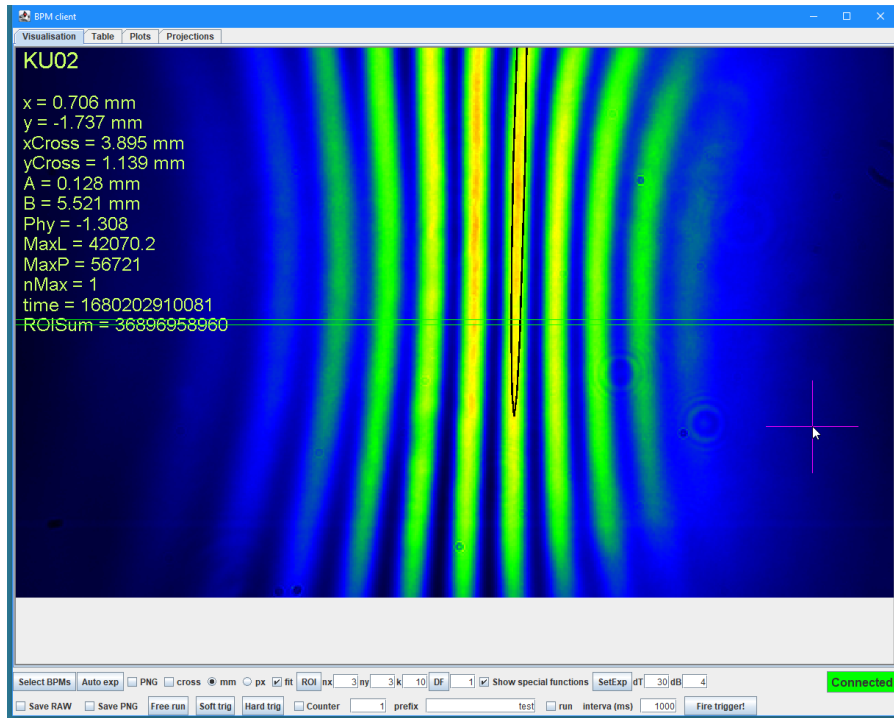 BPM client
Visualisation Table Plots Projections
KU02
x = 0.706 mm
y = -1.737 mm
xCross = 3.895 mm
yCross = 1.139 mm
A = 0.128 mm
B = 5.521 mm
Phy = -1.308
MaxL = 42070.2
MaxP = 56721
nMax = 1
time = 1680202910081
ROISum = 36896958960
Select BPMs Auto exp PNG cross mm px fit ROI nx 3 ny 3 k 10 DF 1 Show special functions SetExp dT 30 dB 4 Connected
Save RAW Save PNG Free run Soft trig Hard trig Counter 1 prefix test run interva (ms) 1000 Fire trigger!